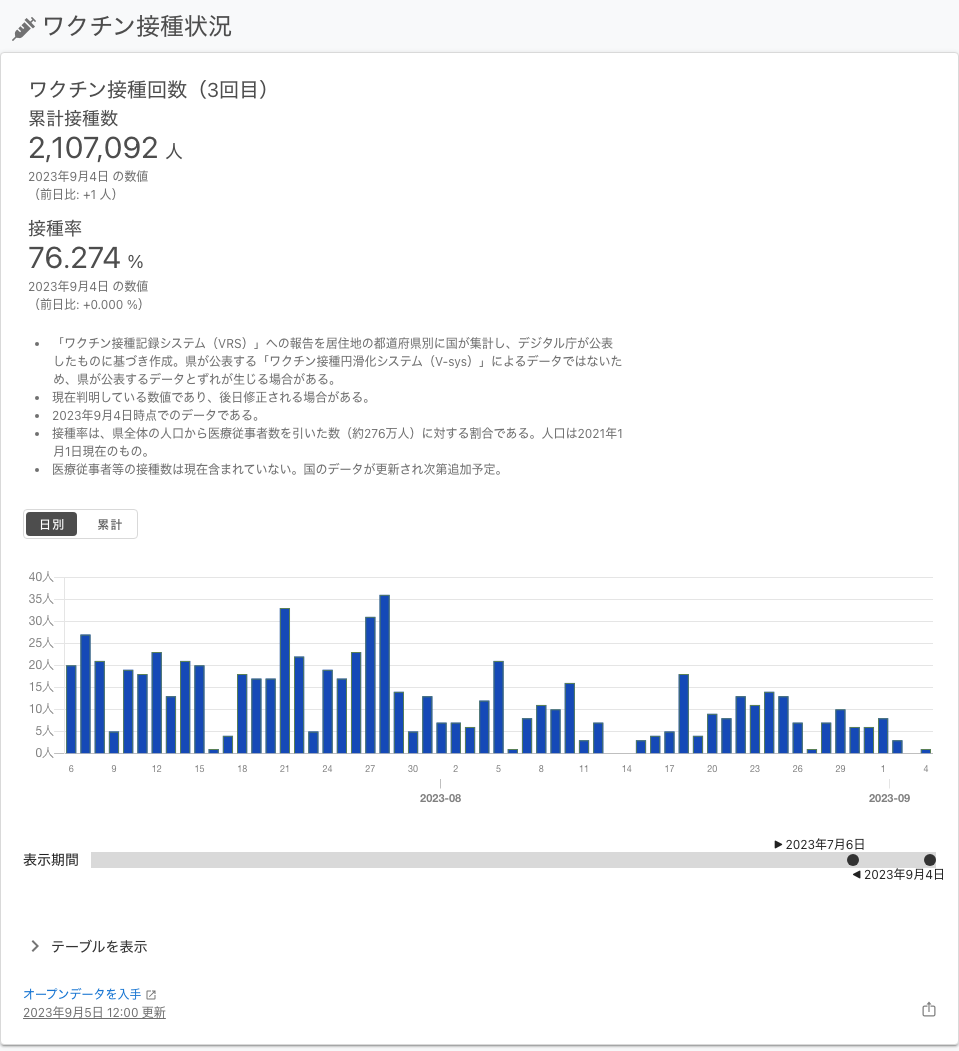 ワクチン接種状況
ワクチン接種回数（3回目）
累計接種数
2,107,092 人
2023年9月4日 の数値
（前日比: +1 人）
接種率
76.274 %
2023年9月4日 の数値
（前日比: +0.000 %）
• 「ワクチン接種記録システム（VRS）」への報告を居住地の都道府県別に国が集計し、デジタル庁が公表
したものに基づき作成。県が公表する「ワクチン接種円滑化システム（V-sys）」によるデータではないた
め、県が公表するデータとずれが生じる場合がある。
• 現在判明している数値であり、後日修正される場合がある。
• 2023年9月4日時点でのデータである。
• 接種率は、県全体の人口から医療従事者数を引いた数（約276万人）に対する割合である。人口は2021年1
月1日現在のもの。
• 医療従事者等の接種数は現在含まれていない。国のデータが更新され次第追加予定。
日別 累計
40人
35人
30人
25人
20人
15人
10人
5人
0人
6 9 12 15 18 21 24 27 30 2 5 8 11 14 17 20 23 26 29 1 4
2023-08 2023-09
2023年7月6日
表示期間
2023年9月4日
テーブルを表示
オープンデータを入手
2023年9月5日 12:00 更新